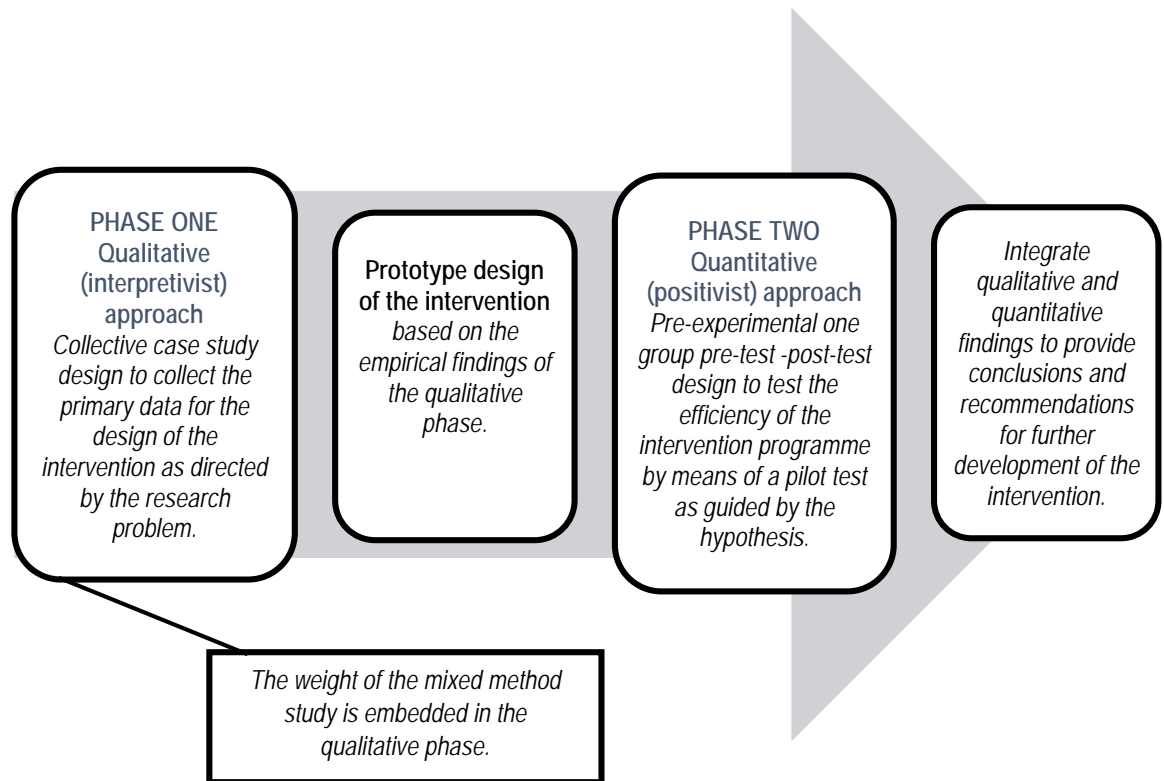 PHASE ONE
Qualitative
(interpretivist)
approach
Collective case study
design to collect the
primary data for the
design of the
intervention as directed
by the research
problem.
Prototype design
of the intervention
based on the
empirical findings of
the qualitative
phase.
PHASE TWO
Quantitative
(positivist) approach
Pre-experimental one
group pre-test -post-test
design to test the
efficiency of the
intervention programme
by means of a pilot test
as guided by the
hypothesis.
Integrate
qualitative and
quantitative
findings to provide
conclusions and
recommendations
for further
development of the
intervention.
The weight of the mixed method
study is embedded in the
qualitative phase.